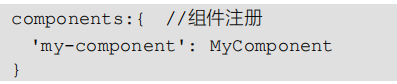 components:{  //组件注册
  'my-component': MyComponent
}